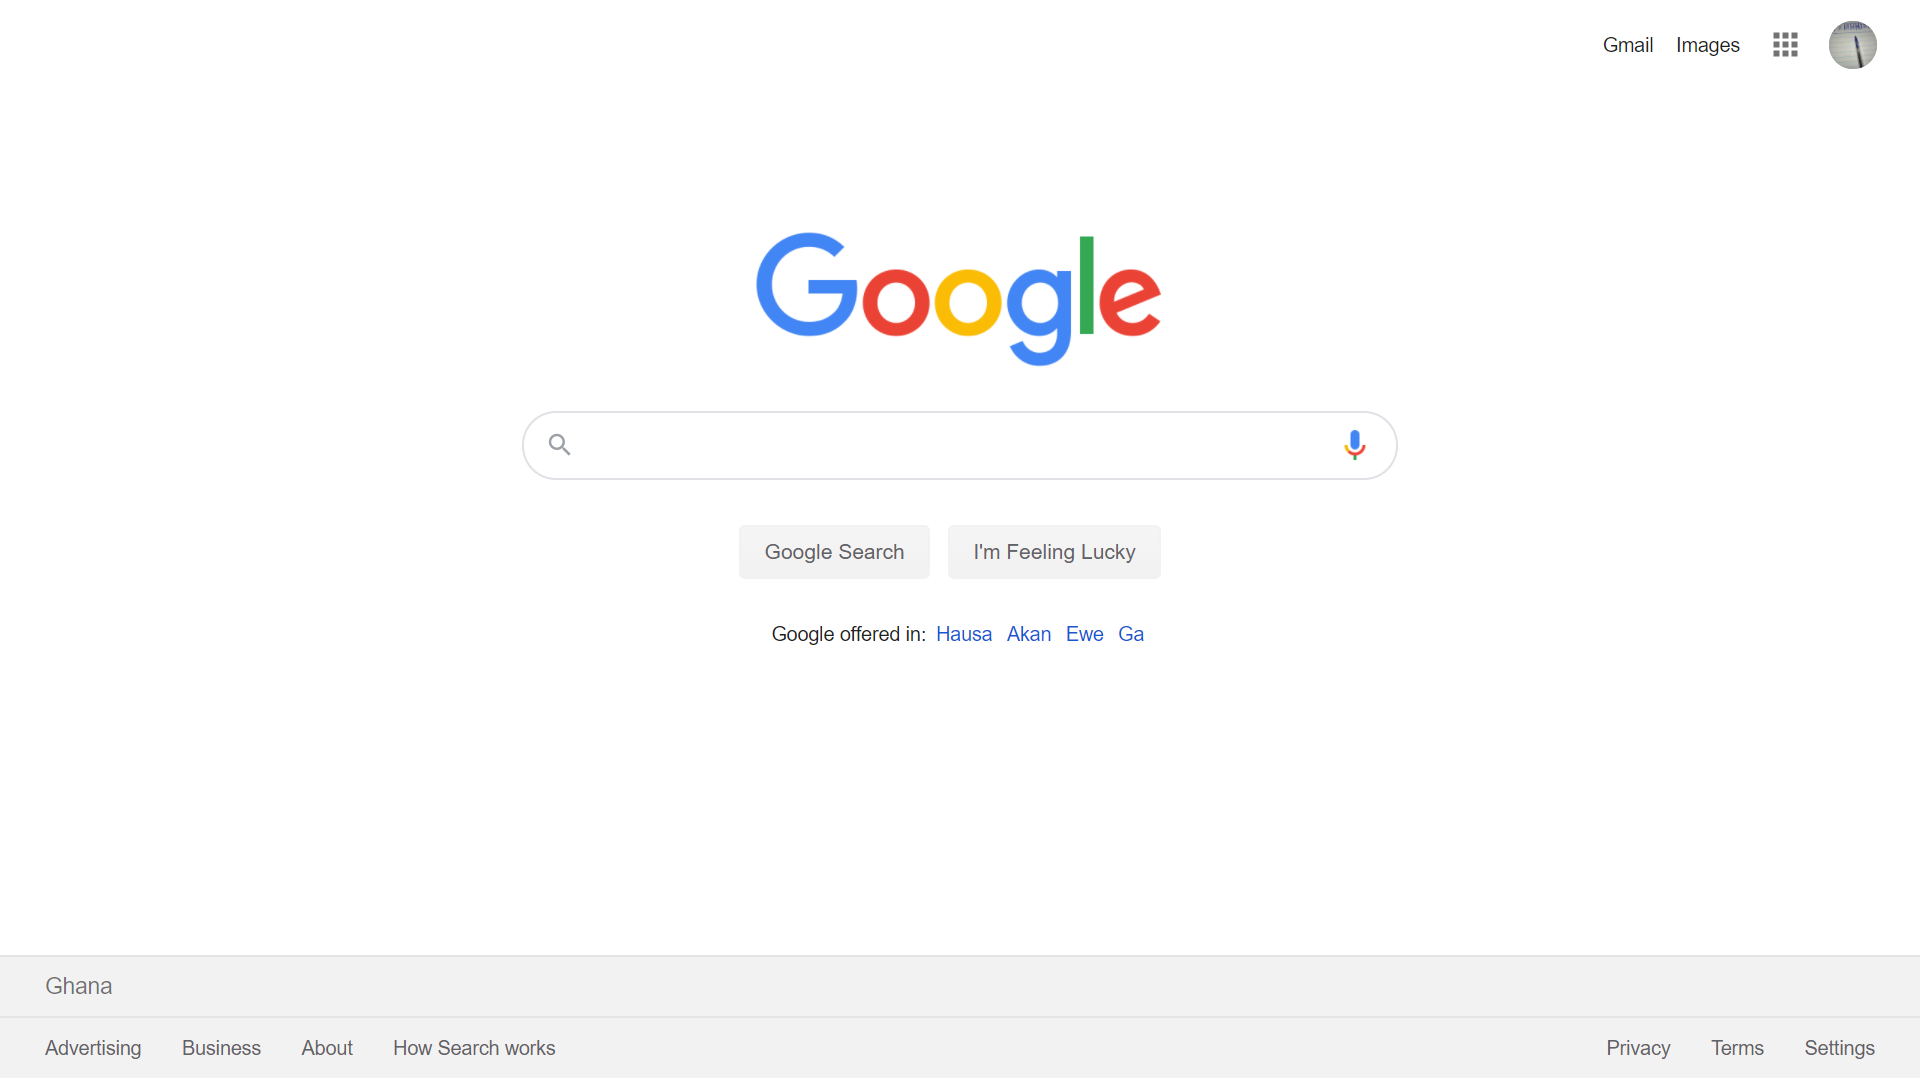 Gmail Images
Google
Google Search I'm Feeling Lucky
Google offered in: Hausa Akan Ewe Ga
Ghana
Advertising Business About How Search works Privacy Terms Settings